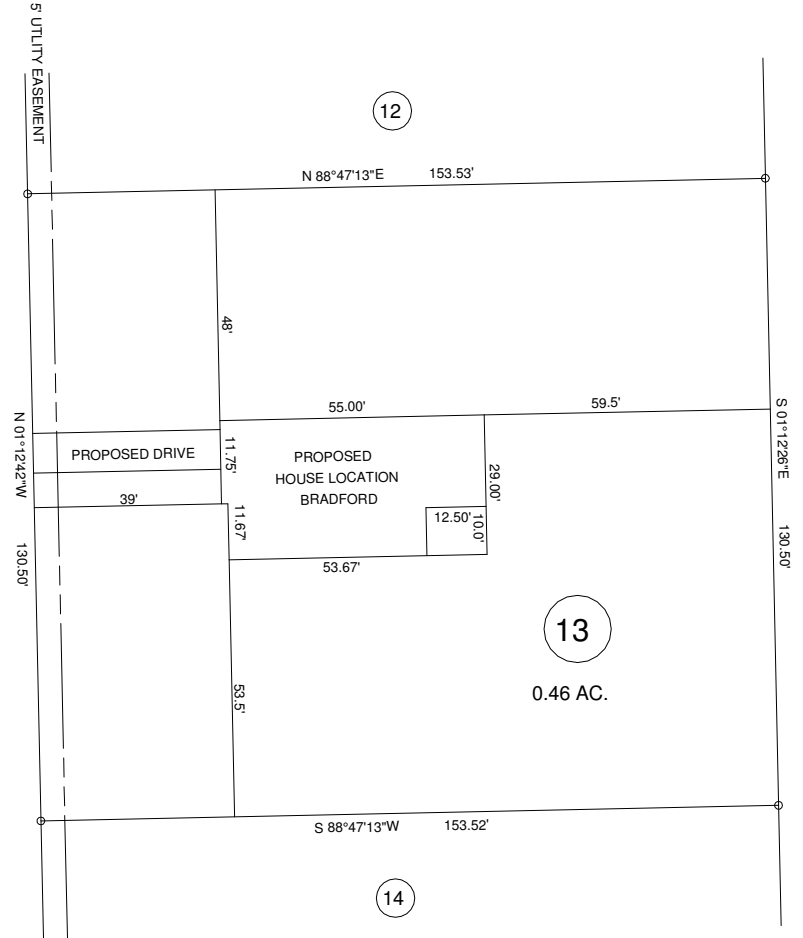 5' UTLITY EASEMENT
12
N 88°47'13"E 153.53'
48'
55.00'
59.5'
N 01°12'42"W 130.50'
S 01°12'26"E 130.50'
PROPOSED DRIVE
11.75'
PROPOSED
HOUSE LOCATION
BRADFORD
29.00'
39'
11.67'
12.50'
10.0'
53.67'
13
0.46 AC.
53.5'
S 88°47'13"W 153.52'
14